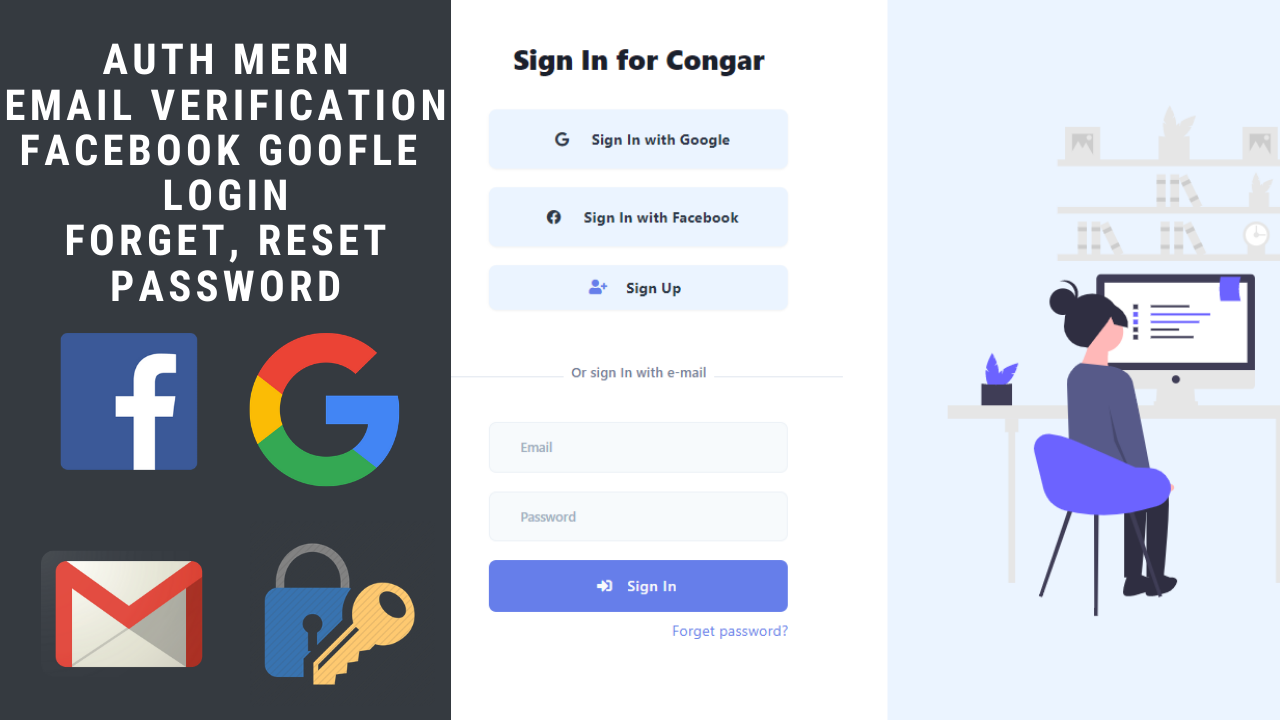 AUTH MERN
EMAIL VERIFICATION
FACEBOOK GOOFLE
LOGIN
FORGET, RESET
PASSWORD
Sign In for Congar
Sign In with Google
Sign In with Facebook
Sign Up
Or sign In with e-mail
Email
Password
Sign In
Forget password?